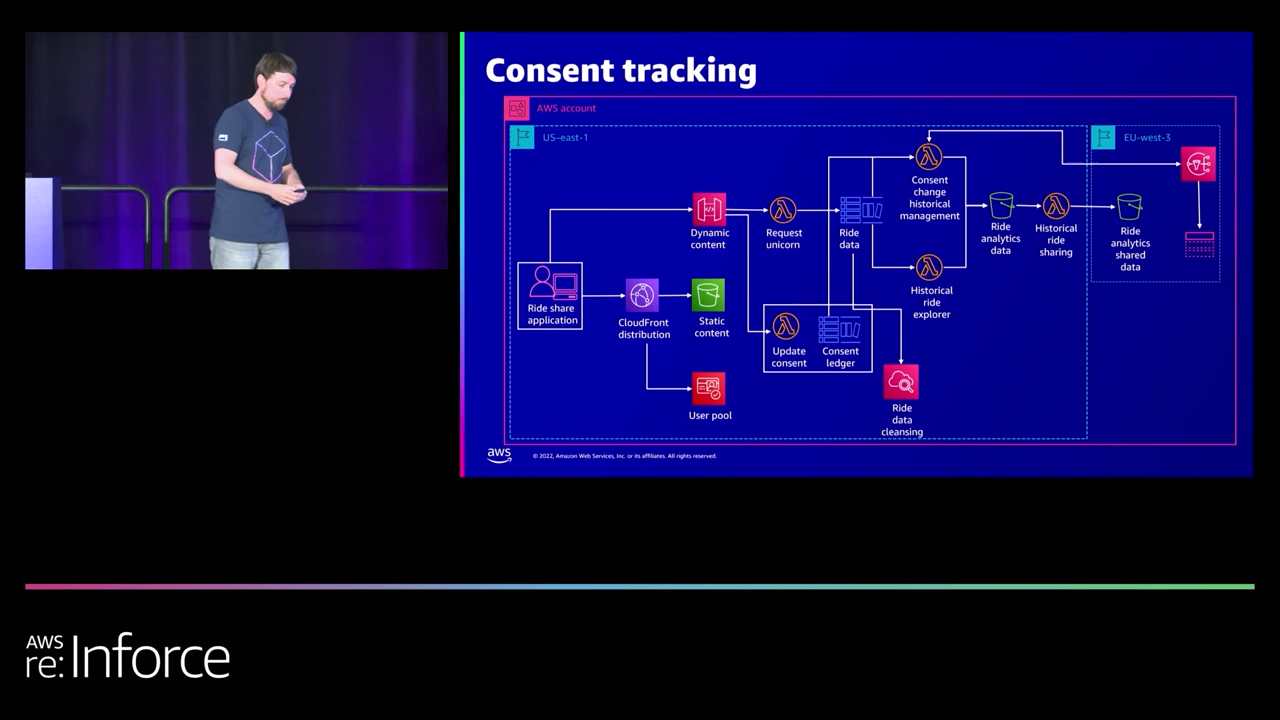 Consent tracking
AWS account
US-east-1
EU-west-3
Consent
change
historical
management
Dynamic
content
Request
unicorn
Ride
data
Ride
analytics
data
Historical
ride
sharing
Ride
analytics
shared
data
Ride share
application
CloudFront
distribution
Static
content
Historical
ride
explorer
Update
consent
Consent
ledger
User pool
Ride
data
cleansing
aws
© 2022, Amazon Web Services, Inc. or its affiliates. All rights reserved.
AWS
re:Inforce